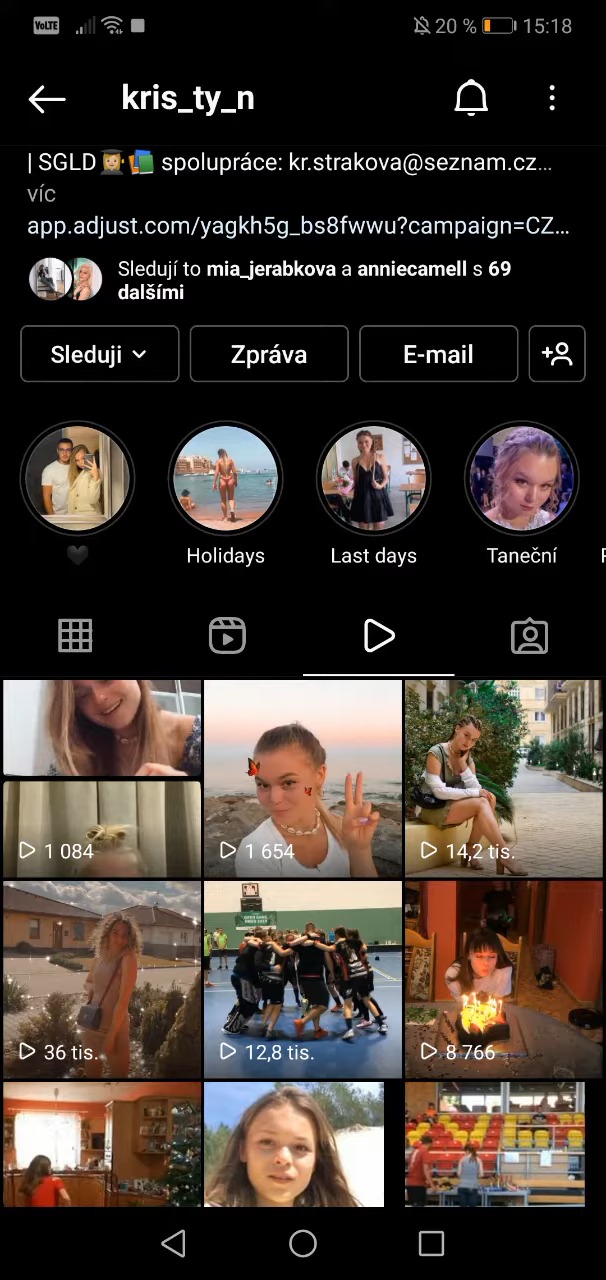 VoLTE 20 % 15:18
kris_ty_n
| SGLD👩‍🎓📚 spolupráce: kr.strakova@seznam.cz...
víc
app.adjust.com/yagkh5g_bs8fwwu?campaign=CZ...
Sledují to mia_jerabkova a anniecamell s 69
dalšími
Sleduji Zpráva E-mail
🖤 Holidays Last days Taneční
1 084 1 654 14,2 tis.
36 tis. 12,8 tis. 8 766